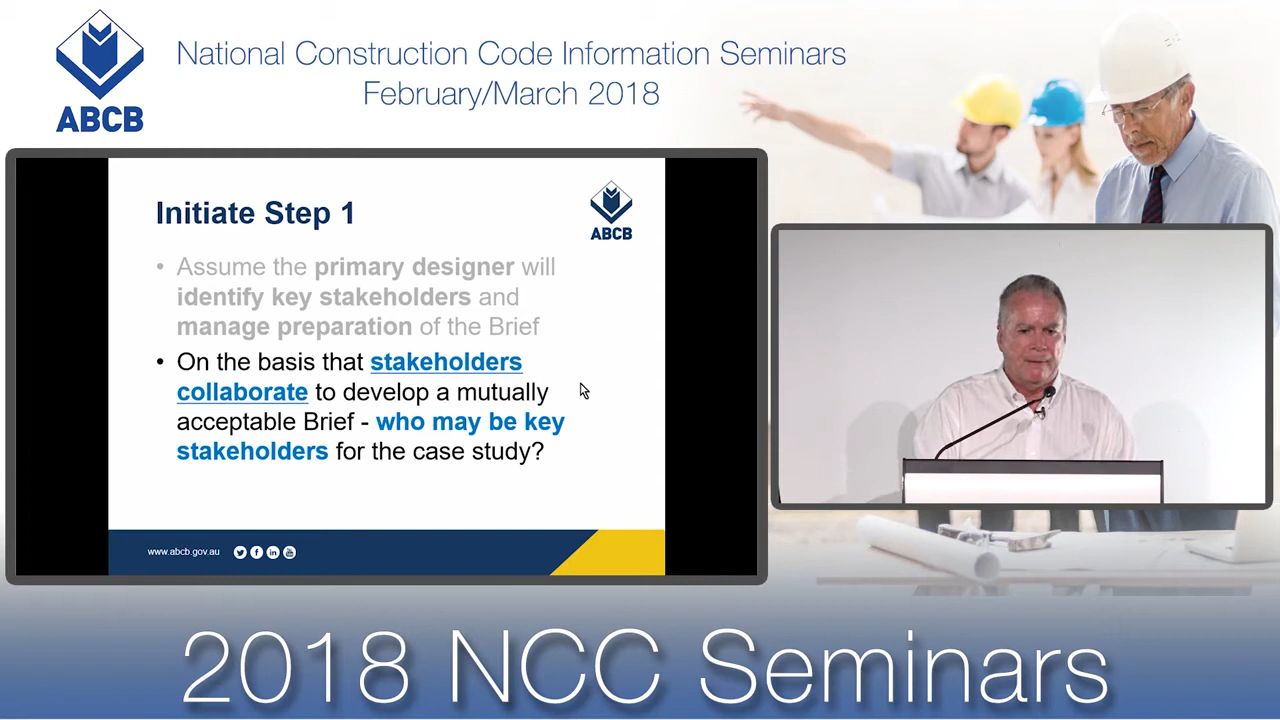 National Construction Code Information Seminars
February/March 2018
ABCB
Initiate Step 1
ABCB
• Assume the primary designer will
identify key stakeholders and
manage preparation of the Brief
• On the basis that stakeholders
collaborate to develop a mutually
acceptable Brief - who may be key
stakeholders for the case study?
www.abcb.gov.au
2018 NCC Seminars